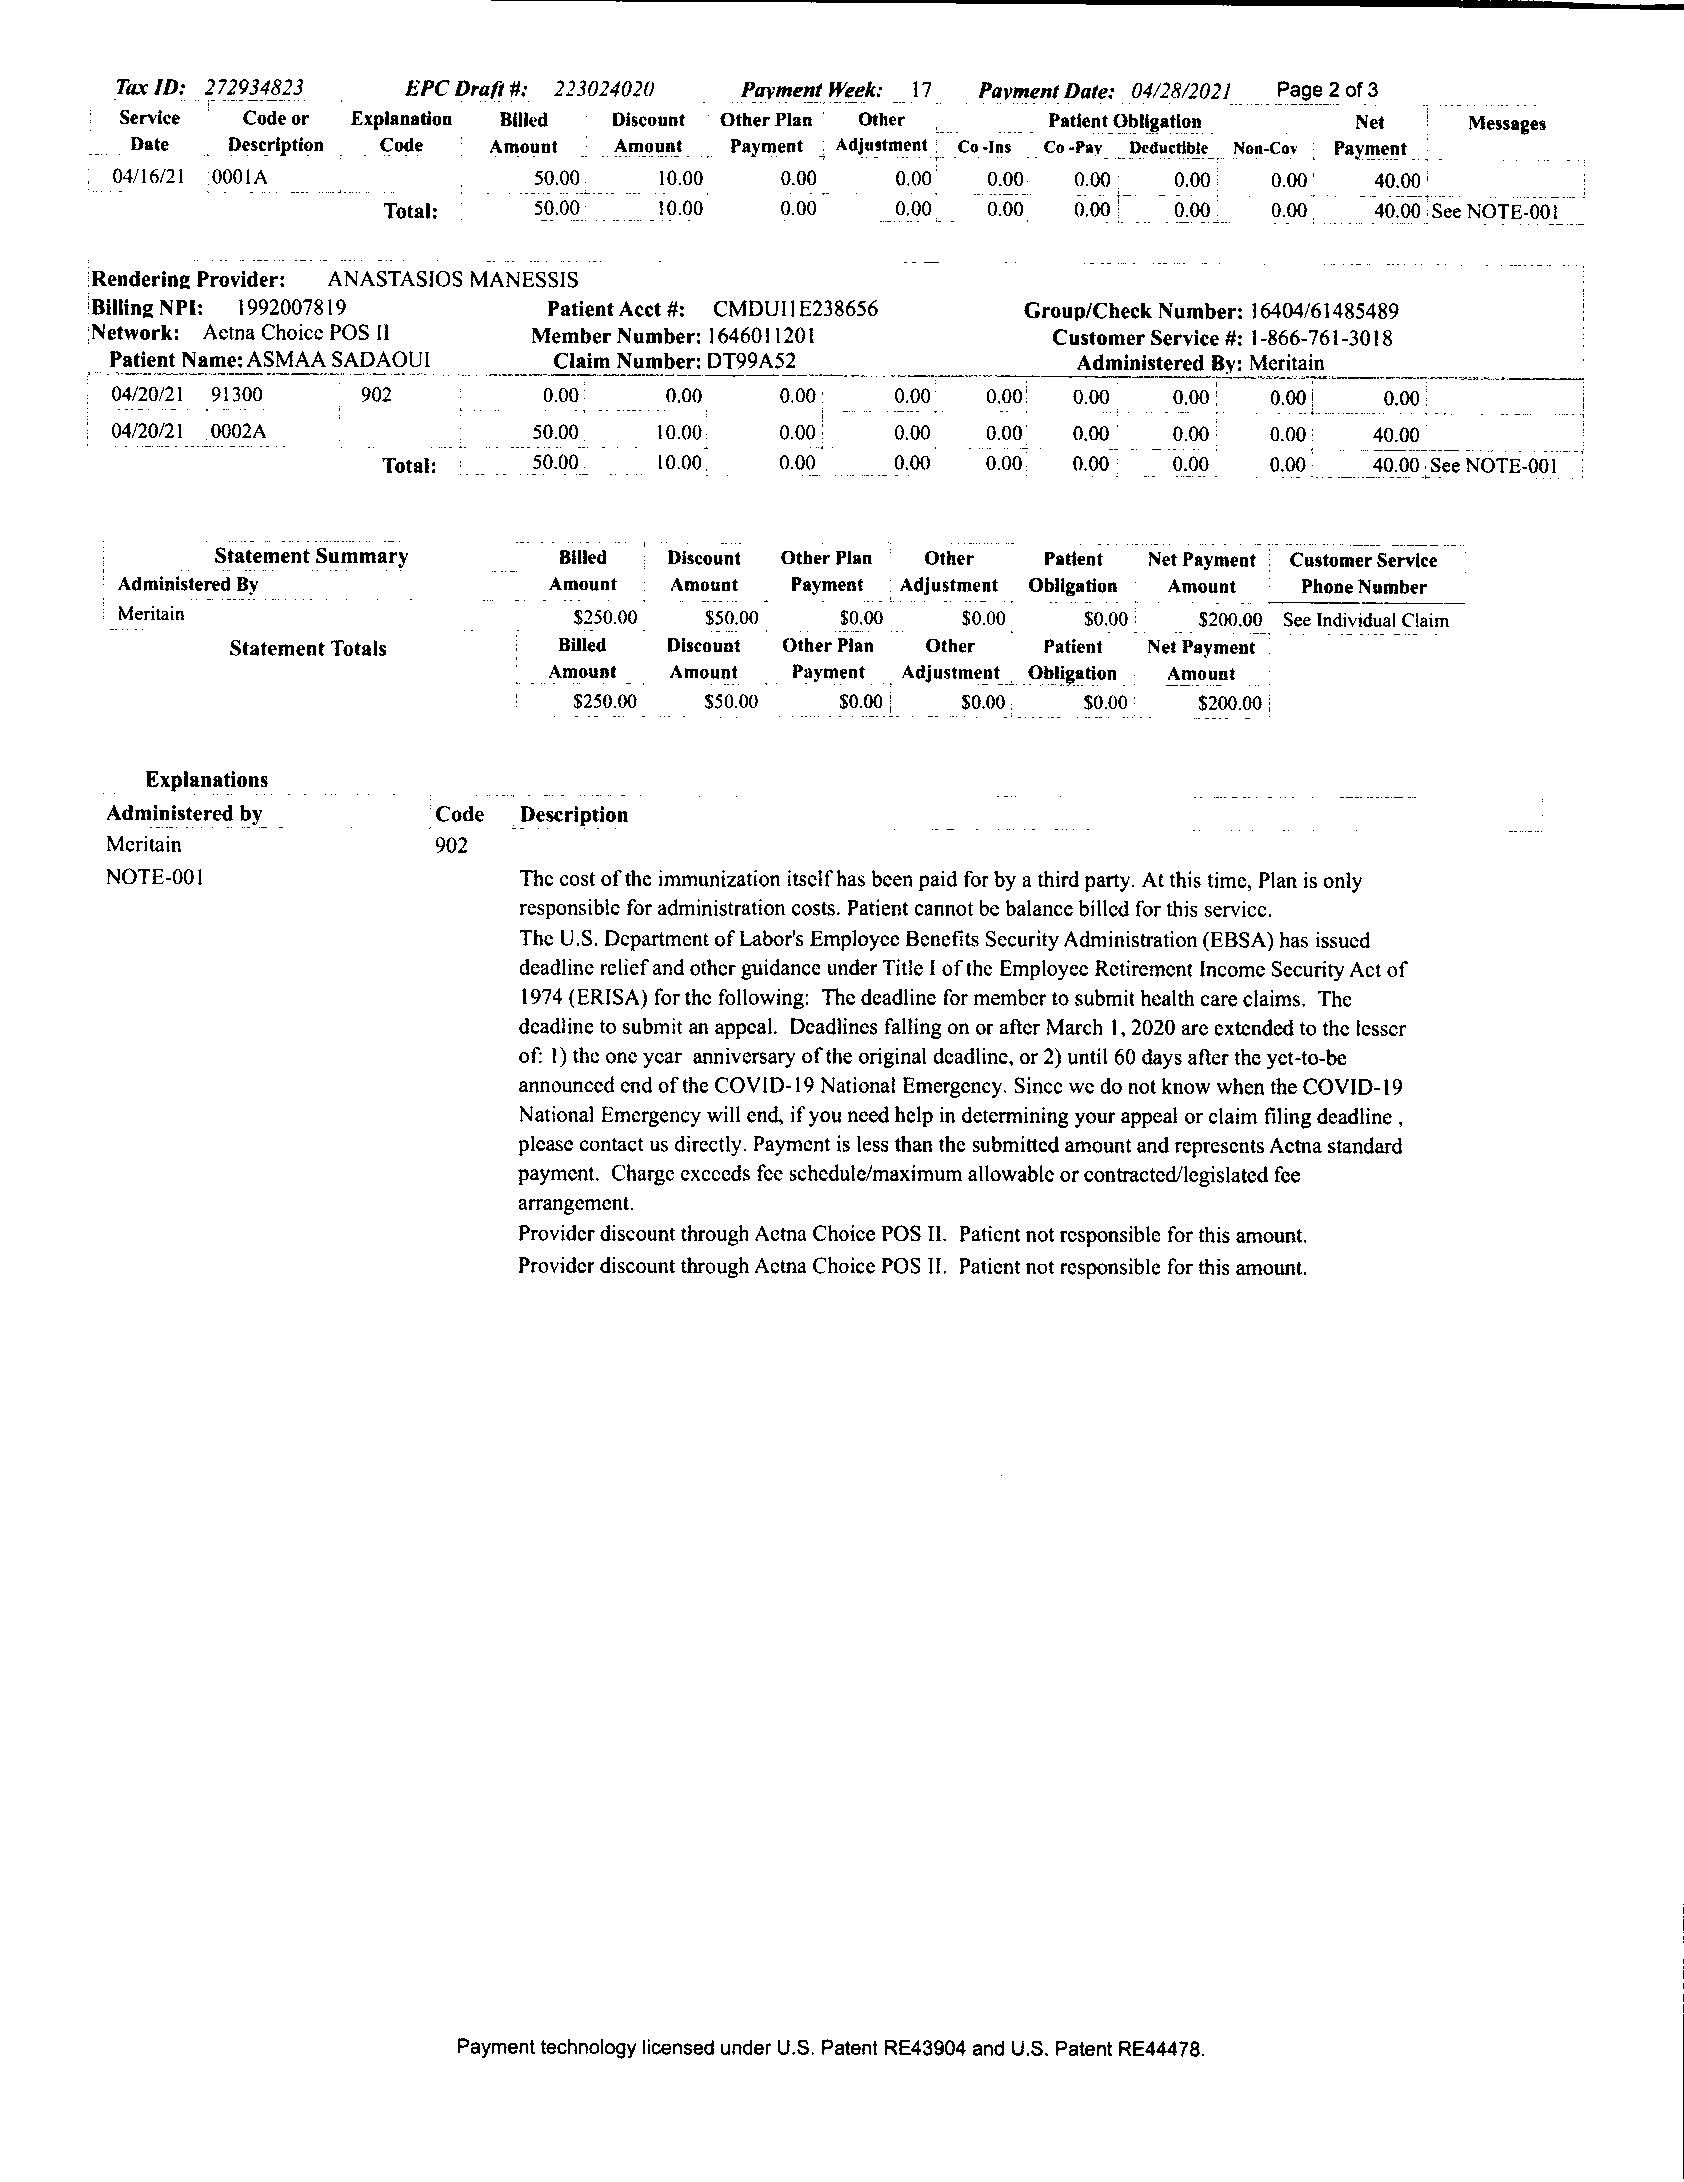 Tax ID: 272934823 EPC Draft #: 223024020 Payment Week: 17 Payment Date: 04/28/2021 Page 2 of 3
Service Code or Explanation Billed Discount Other Plan Other Patient Obligation Net Messages
Date Description Code Amount Amount Payment Adjustment Co-Ins Co-Pay Deductible Non-Cov Payment
04/16/21 0001A 50.00 10.00 0.00 0.00 0.00 0.00 0.00 0.00 40.00
Total: 50.00 10.00 0.00 0.00 0.00 0.00 0.00 0.00 40.00 See NOTE-001
Rendering Provider: ANASTASIOS MANESSIS
Billing NPI: 1992007819 Patient Acct #: CMDUI1E238656 Group/Check Number: 16404/61485489
Network: Aetna Choice POS II Member Number: 1646011201 Customer Service #: 1-866-761-3018
Patient Name: ASMAA SADAOUI Claim Number: DT99A52 Administered By: Meritain
04/20/21 91300 902 0.00 0.00 0.00 0.00 0.00 0.00 0.00 0.00 0.00
04/20/21 0002A 50.00 10.00 0.00 0.00 0.00 0.00 0.00 0.00 40.00
Total: 50.00 10.00 0.00 0.00 0.00 0.00 0.00 0.00 40.00 See NOTE-001
Statement Summary Billed Discount Other Plan Other Patient Net Payment Customer Service
Administered By Amount Amount Payment Adjustment Obligation Amount Phone Number
Meritain $250.00 $50.00 $0.00 $0.00 $0.00 $200.00 See Individual Claim
Statement Totals Billed Discount Other Plan Other Patient Net Payment
Amount Amount Payment Adjustment Obligation Amount
$250.00 $50.00 $0.00 $0.00 $0.00 $200.00
Explanations
Administered by Code Description
Meritain 902
NOTE-001 The cost of the immunization itself has been paid for by a third party. At this time, Plan is only
responsible for administration costs. Patient cannot be balance billed for this service.
The U.S. Department of Labor's Employee Benefits Security Administration (EBSA) has issued
deadline relief and other guidance under Title I of the Employee Retirement Income Security Act of
1974 (ERISA) for the following: The deadline for member to submit health care claims. The
deadline to submit an appeal. Deadlines falling on or after March 1, 2020 are extended to the lesser
of: 1) the one year anniversary of the original deadline, or 2) until 60 days after the yet-to-be
announced end of the COVID-19 National Emergency. Since we do not know when the COVID-19
National Emergency will end, if you need help in determining your appeal or claim filing deadline ,
please contact us directly. Payment is less than the submitted amount and represents Aetna standard
payment. Charge exceeds fee schedule/maximum allowable or contracted/legislated fee
arrangement.
Provider discount through Aetna Choice POS II. Patient not responsible for this amount.
Provider discount through Aetna Choice POS II. Patient not responsible for this amount.
Payment technology licensed under U.S. Patent RE43904 and U.S. Patent RE44478.